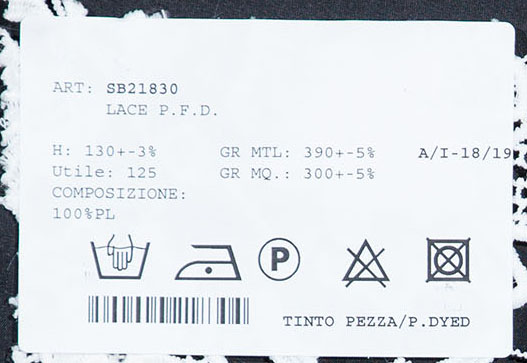 ART: SB21830
LACE P.F.D.
H: 130+-3% GR MTL: 390+-5% A/I-18/19
Utile: 125 GR MQ.: 300+-5%
COMPOSIZIONE:
100%PL
P
TINTO PEZZA/P.DYED